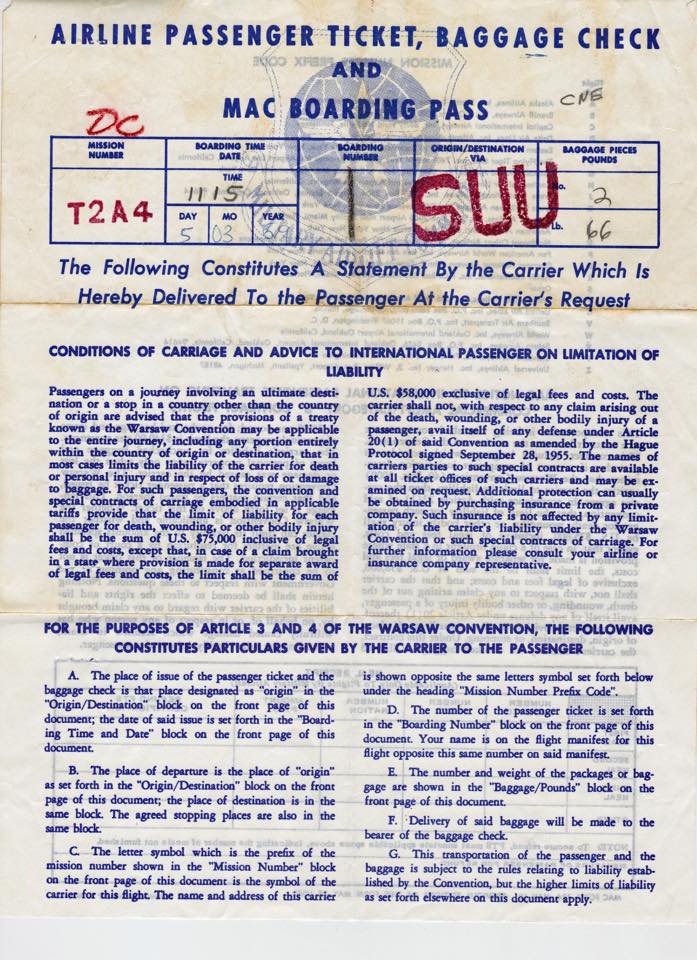 AIRLINE PASSENGER TICKET, BAGGAGE CHECK
AND
MAC BOARDING PASS
CNE
DC
MISSION NUMBER
BOARDING TIME DATE
BOARDING NUMBER
ORIGIN/DESTINATION VIA
BAGGAGE PIECES POUNDS
T2A4
TIME
1115
DAY MO YEAR
5 03 69
1
SUU
No. 2
Lb. 66
The Following Constitutes A Statement By the Carrier Which Is
Hereby Delivered To the Passenger At the Carrier's Request
CONDITIONS OF CARRIAGE AND ADVICE TO INTERNATIONAL PASSENGER ON LIMITATION OF
LIABILITY
Passengers on a journey involving an ultimate desti-
nation or a stop in a country other than the country
of origin are advised that the provisions of a treaty
known as the Warsaw Convention may be applicable
to the entire journey, including any portion entirely
within the country of origin or destination, that in
most cases limits the liability of the carrier for death
or personal injury and in respect of loss of or damage
to baggage. For such passengers, the convention and
special contracts of carriage embodied in applicable
tariffs provide that the limit of liability for each
passenger for death, wounding, or other bodily injury
shall be the sum of U.S. $75,000 inclusive of legal
fees and costs, except that, in case of a claim brought
in a state where provision is made for separate award
of legal fees and costs, the limit shall be the sum of
U.S. $58,000 exclusive of legal fees and costs. The
carrier shall not, with respect to any claim arising out
of the death, wounding, or other bodily injury of a
passenger, avail itself of any defense under Article
20(1) of said Convention as amended by the Hague
Protocol signed September 28, 1955. The names of
carriers parties to such special contracts are available
at all ticket offices of such carriers and may be ex-
amined on request. Additional protection can usually
be obtained by purchasing insurance from a private
company. Such insurance is not affected by any limit-
ation of the carrier's liability under the Warsaw
Convention or such special contracts of carriage. For
further information please consult your airline or
insurance company representative.
FOR THE PURPOSES OF ARTICLE 3 AND 4 OF THE WARSAW CONVENTION, THE FOLLOWING
CONSTITUTES PARTICULARS GIVEN BY THE CARRIER TO THE PASSENGER
A. The place of issue of the passenger ticket and the
baggage check is that place designated as "origin" in the
"Origin/Destination" block on the front page of this
document; the date of said issue is set forth in the "Board-
ing Time and Date" block on the front page of this
document.
B. The place of departure is the place of "origin"
as set forth in the "Origin/Destination" block on the front
page of this document; the place of destination is in the
same block. The agreed stopping places are also in the
same block.
C. The letter symbol which is the prefix of the
mission number shown in the "Mission Number" block
on the front page of this document is the symbol of the
carrier for this flight. The name and address of this carrier
is shown opposite the same letters symbol set forth below
under the heading "Mission Number Prefix Code".
D. The number of the passenger ticket is set forth
in the "Boarding Number" block on the front page of this
document. Your name is on the flight manifest for this
flight opposite this same number on said manifest.
E. The number and weight of the packages or bag-
gage are shown in the "Baggage/Pounds" block on the
front page of this document.
F. Delivery of said baggage will be made to the
bearer of the baggage check.
G. This transportation of the passenger and the
baggage is subject to the rules relating to liability estab-
lished by the Convention, but the higher limits of liability
as set forth elsewhere on this document apply.